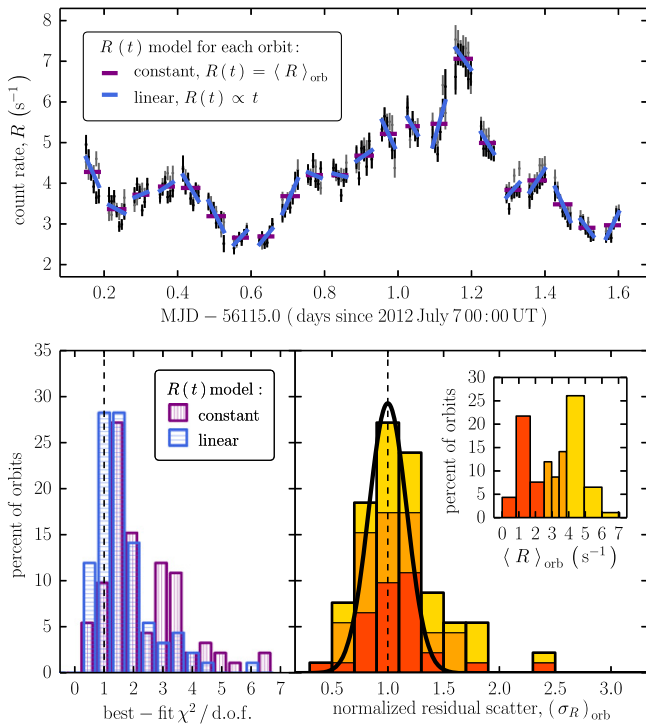 8
7
6
5
4
3
2
count rate, R (s⁻¹)
R(t) model for each orbit:
constant, R(t) = ⟨R⟩orb
linear, R(t) ∝ t
0.2 0.4 0.6 0.8 1.0 1.2 1.4 1.6
MJD − 56115.0 (days since 2012 July 7 00:00 UT)
35
30
25
20
15
10
5
0
percent of orbits
R(t) model:
constant
linear
0 1 2 3 4 5 6 7
best − fit χ² / d.o.f.
30
25
20
15
10
5
0
percent of orbits
0 1 2 3 4 5 6 7
⟨R⟩orb (s⁻¹)
0.5 1.0 1.5 2.0 2.5 3.0
normalized residual scatter, (σR)orb